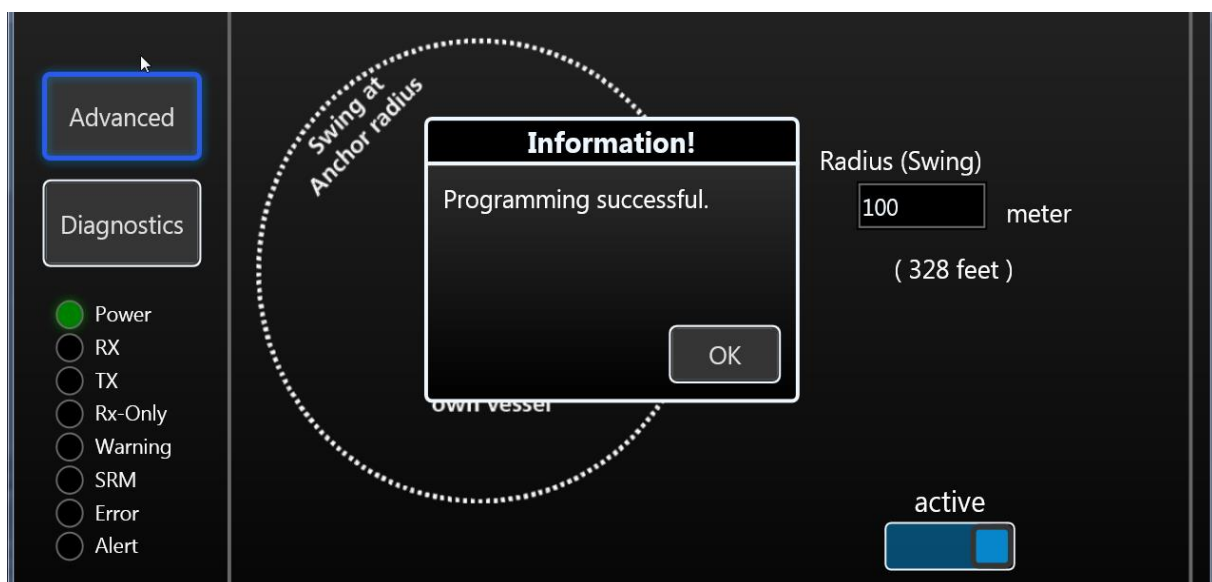 Advanced
Diagnostics
Power
RX
TX
Rx-Only
Warning
SRM
Error
Alert
Swing at
Anchor radius
Information!
Programming successful.
OK
own vessel
Radius (Swing)
100 meter
( 328 feet )
active